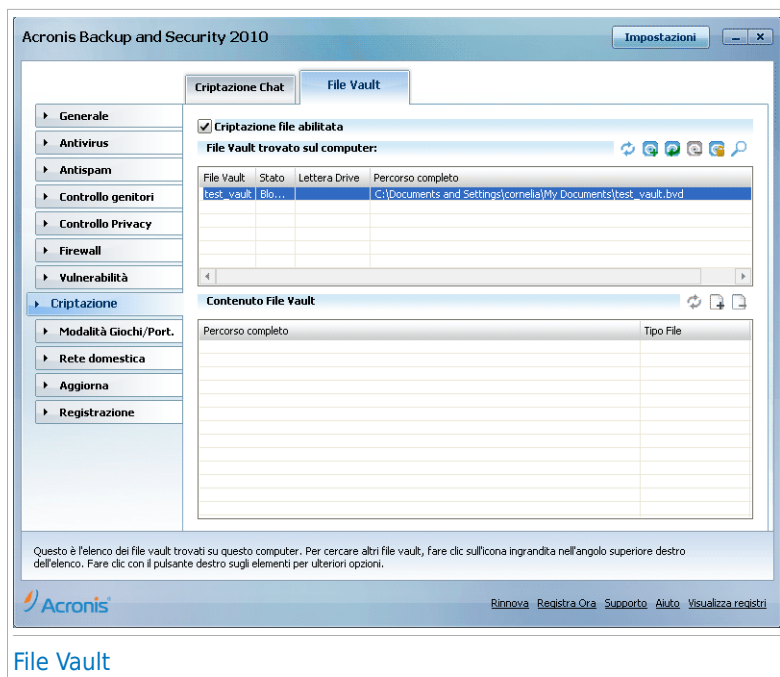 Acronis Backup and Security 2010
Impostazioni
Criptazione Chat
File Vault
Generale
Antivirus
Antispam
Controllo genitori
Controllo Privacy
Firewall
Vulnerabilità
Criptazione
Modalità Giochi/Port.
Rete domestica
Aggiorna
Registrazione
Criptazione file abilitata
File Vault trovato sul computer:
File Vault Stato Lettera Drive Percorso completo
test_vault Blo... C:\Documents and Settings\cornelia\My Documents\test_vault.bvd
Contenuto File Vault
Percorso completo Tipo File
Questo è l'elenco dei file vault trovati su questo computer. Per cercare altri file vault, fare clic sull'icona ingrandita nell'angolo superiore destro
dell'elenco. Fare clic con il pulsante destro sugli elementi per ulteriori opzioni.
Acronis
Rinnova Registra Ora Supporto Aiuto Visualizza registri
File Vault